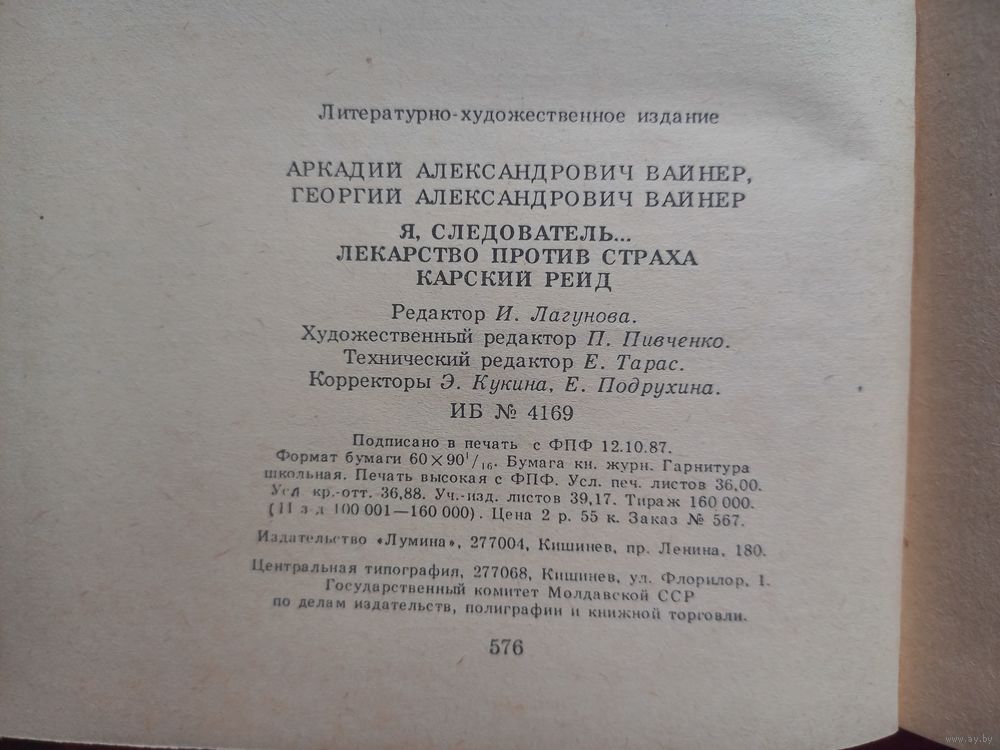 Литературно-художественное издание
АРКАДИЙ АЛЕКСАНДРОВИЧ ВАЙНЕР,
ГЕОРГИЙ АЛЕКСАНДРОВИЧ ВАЙНЕР
Я, СЛЕДОВАТЕЛЬ...
ЛЕКАРСТВО ПРОТИВ СТРАХА
КАРСКИЙ РЕЙД
Редактор И. Лагунова.
Художественный редактор П. Пивченко.
Технический редактор Е. Тарас.
Корректоры Э. Кукина, Е. Подрухина.
ИБ № 4169
Подписано в печать с ФПФ 12.10.87.
Формат бумаги 60×90¹/₁₆. Бумага кн. журн. Гарнитура
школьная. Печать высокая с ФПФ. Усл. печ. листов 36,00.
Усл кр.-отт. 36,88. Уч.-изд. листов 39,17. Тираж 160 000.
100 001—160 000). Цена 2 р. 55 к. Заказ № 567.
Издательство «Лумина», 277004, Кишинев, пр. Ленина, 180.
Центральная типография, 277068, Кишинев, ул. Флорилор, 1.
Государственный комитет Молдавской ССР
по делам издательств, полиграфии и книжной торговли.
576
www.ay.by